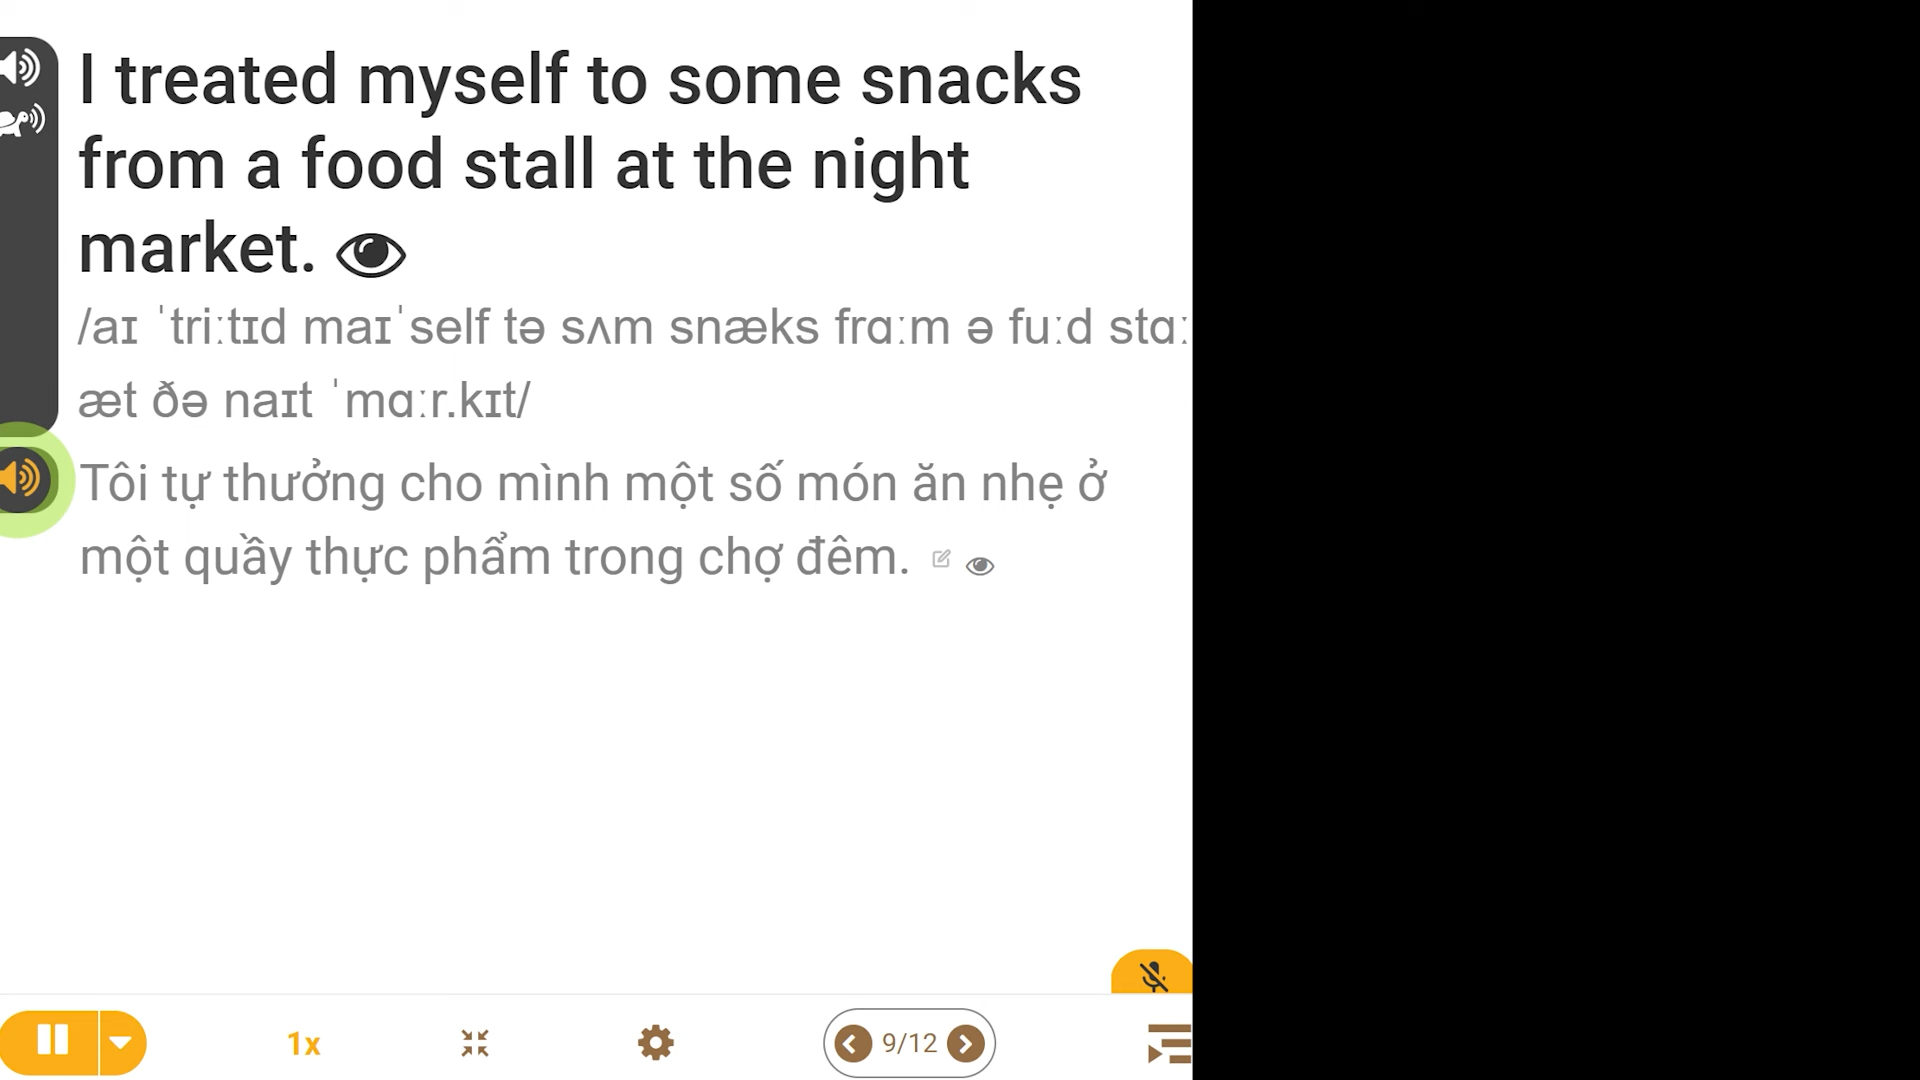 I treated myself to some snacks
from a food stall at the night
market.
/aɪ ˈtriːtɪd maɪˈself tə sʌm snæks frɑːm ə fuːd stɑː
æt ðə naɪt ˈmɑːr.kɪt/
Tôi tự thưởng cho mình một số món ăn nhẹ ở
một quầy thực phẩm trong chợ đêm.
1x
9/12